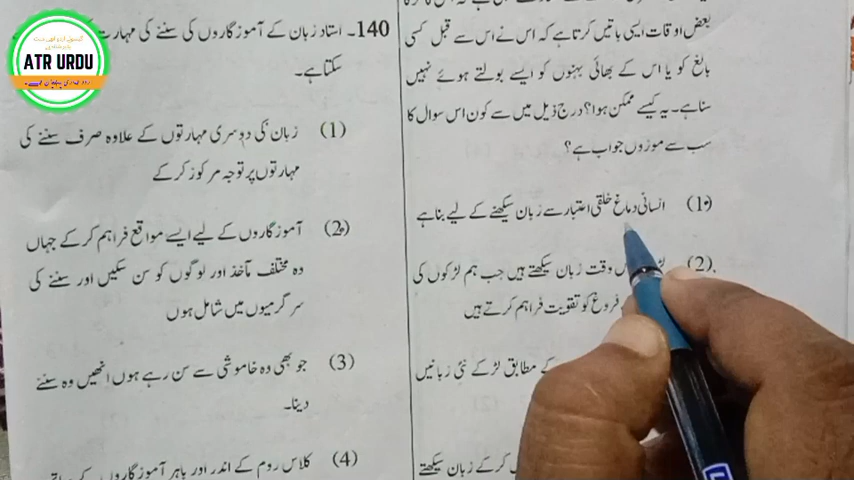 ATR URDU
بعض اوقات ایسی باتیں کرتا ہے کہ اس نے اس سے قبل کسی
بالغ کو یا اس کے بھائی بہنوں کو ایسے بولتے ہوئے نہیں
سنا ہے۔ یہ کیسے ممکن ہوا؟ درج ذیل میں سے کون اس سوال کا
سب سے موزوں جواب ہے؟
(1) انسانی دماغ خلقی اعتبار سے زبان سیکھنے کے لیے بنا ہے
(2) وقت زبان سیکھتے ہیں جب ہم لڑکوں کی
فروغ کو تقویت فراہم کرتے ہیں
کے مطابق لڑکے نئی زبانیں
کرکے زبان سیکھتے
140۔ استاد زبان کے آموزگاروں کی سننے کی مہارت
سکتا ہے۔
(1) زبان کی دوسری مہارتوں کے علاوہ صرف سننے کی
مہارتوں پر توجہ مرکوز کرکے
(2) آموزگاروں کے لیے ایسے مواقع فراہم کرکے جہاں
وہ مختلف مآخذ اور لوگوں کو سن سکیں اور سننے کی
سرگرمیوں میں شامل ہوں
(3) جو بھی وہ خاموشی سے سن رہے ہوں انھیں وہ سننے
دینا۔
(4) کلاس روم کے اندر اور باہر آموزگاروں کے